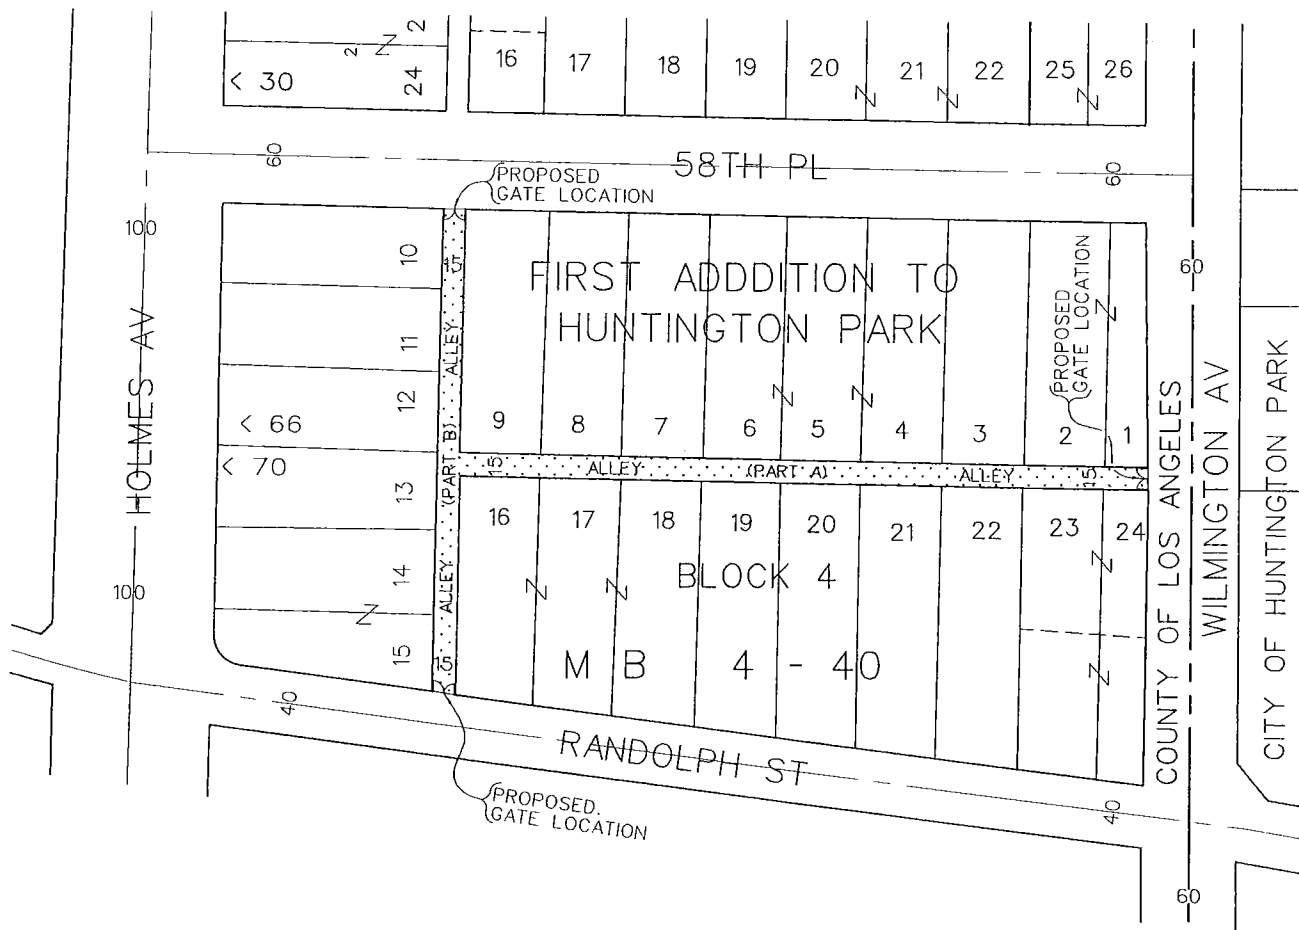 2
2
< 30
24
16
17
18
19
20
21
22
25
26
60
58TH PL
60
PROPOSED
GATE LOCATION
100
10
15
FIRST ADDDITION TO
HUNTINGTON PARK
60
PROPOSED
GATE LOCATION
HOLMES AV
11
ALLEY
12
< 66
9
8
7
6
5
4
3
2
1
< 70
13
(PART B)
15
ALLEY
(PART A)
ALLEY
15
16
17
18
19
20
21
22
23
24
COUNTY OF LOS ANGELES
WILMINGTON AV
CITY OF HUNTINGTON PARK
100
14
ALLEY
BLOCK 4
15
15
M B 4 - 40
40
RANDOLPH ST
PROPOSED.
GATE LOCATION
40
60